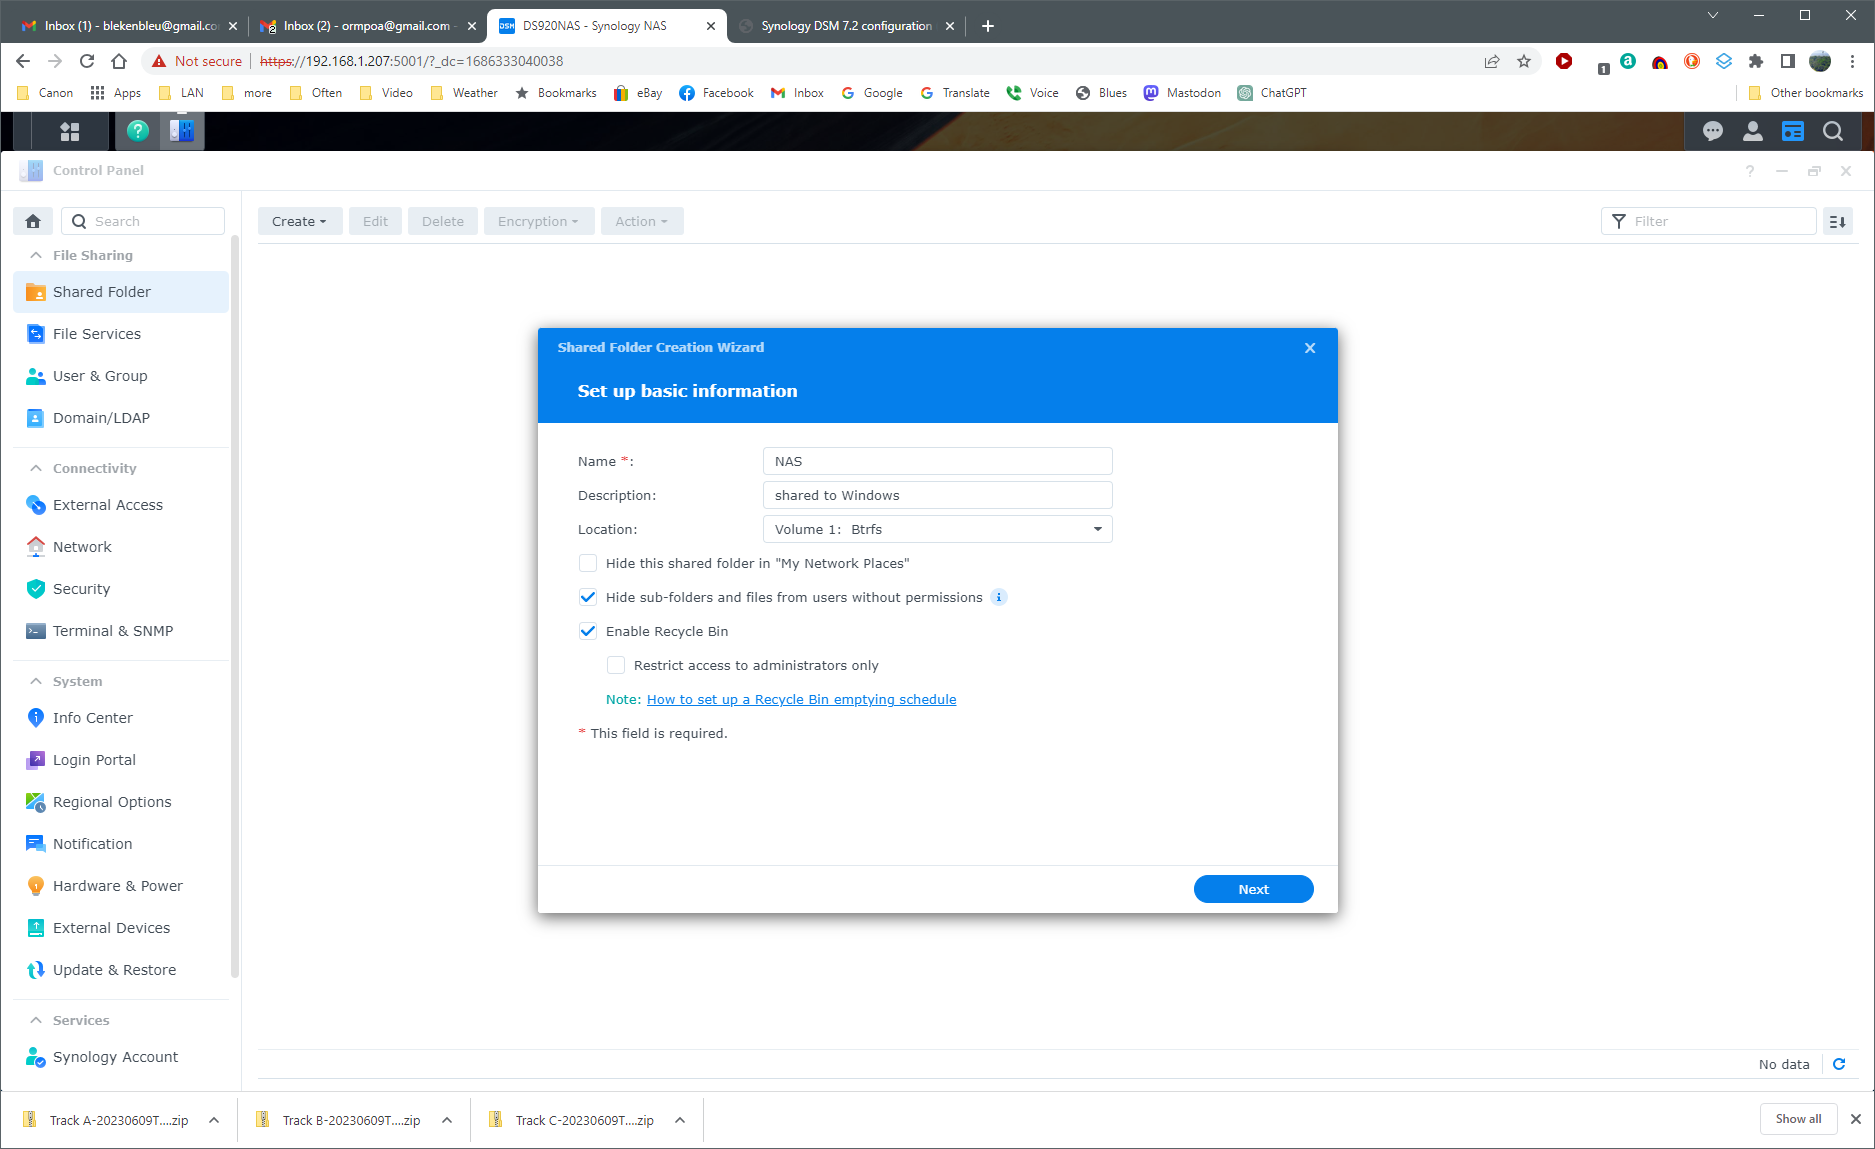 Inbox (1) - blekenbleu@gmail.co
Inbox (2) - ormpoa@gmail.com -
DS920NAS - Synology NAS
Synology DSM 7.2 configuration
Not secure
https://192.168.1.207:5001/?_dc=1686333040038
1
Canon
Apps
LAN
more
Often
Video
Weather
Bookmarks
eBay
Facebook
Inbox
Google
Translate
Voice
Blues
Mastodon
ChatGPT
Other bookmarks
Control Panel
Search
Create
Edit
Delete
Encryption
Action
Filter
File Sharing
Shared Folder
File Services
User & Group
Domain/LDAP
Connectivity
External Access
Network
Security
Terminal & SNMP
System
Info Center
Login Portal
Regional Options
Notification
Hardware & Power
External Devices
Update & Restore
Services
Synology Account
Shared Folder Creation Wizard
Set up basic information
Name *: NAS
Description: shared to Windows
Location: Volume 1: Btrfs
Hide this shared folder in "My Network Places"
Hide sub-folders and files from users without permissions
Enable Recycle Bin
Restrict access to administrators only
Note: How to set up a Recycle Bin emptying schedule
* This field is required.
Next
No data
Track A-20230609T....zip
Track B-20230609T....zip
Track C-20230609T....zip
Show all